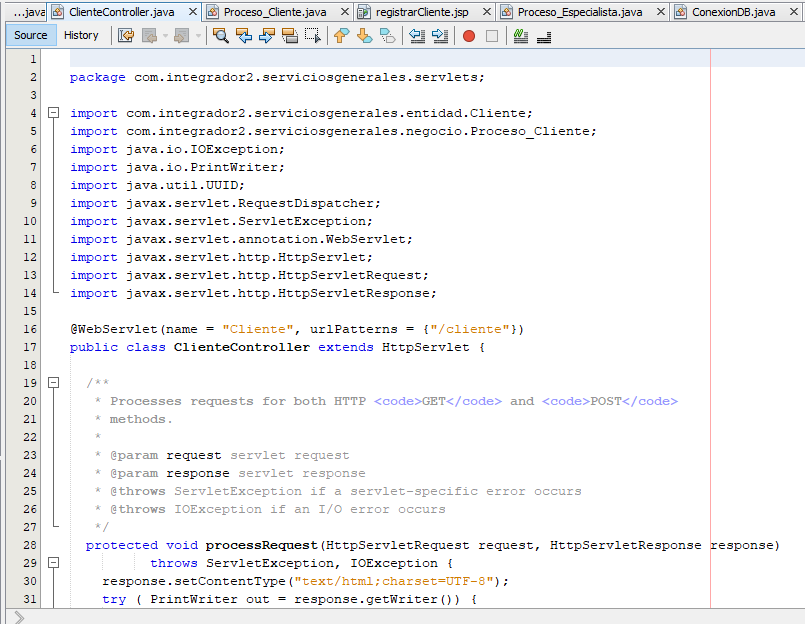 ...java ClienteController.java Proceso_Cliente.java registrarCliente.jsp Proceso_Especialista.java ConexionDB.java
Source History
1
2 package com.integrador2.serviciosgenerales.servlets;
3
4 import com.integrador2.serviciosgenerales.entidad.Cliente;
5 import com.integrador2.serviciosgenerales.negocio.Proceso_Cliente;
6 import java.io.IOException;
7 import java.io.PrintWriter;
8 import java.util.UUID;
9 import javax.servlet.RequestDispatcher;
10 import javax.servlet.ServletException;
11 import javax.servlet.annotation.WebServlet;
12 import javax.servlet.http.HttpServlet;
13 import javax.servlet.http.HttpServletRequest;
14 import javax.servlet.http.HttpServletResponse;
15
16 @WebServlet(name = "Cliente", urlPatterns = {"/cliente"})
17 public class ClienteController extends HttpServlet {
18
19 /**
20 * Processes requests for both HTTP <code>GET</code> and <code>POST</code>
21 * methods.
22 *
23 * @param request servlet request
24 * @param response servlet response
25 * @throws ServletException if a servlet-specific error occurs
26 * @throws IOException if an I/O error occurs
27 */
28 protected void processRequest(HttpServletRequest request, HttpServletResponse response)
29 throws ServletException, IOException {
30 response.setContentType("text/html;charset=UTF-8");
31 try ( PrintWriter out = response.getWriter()) {